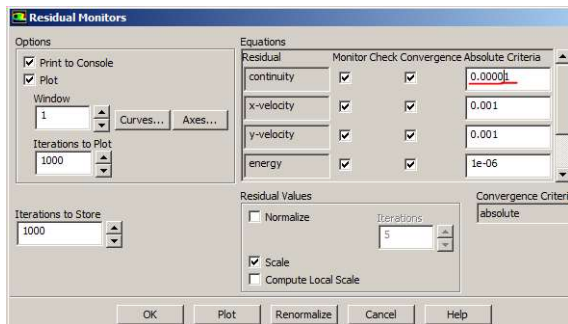 Residual Monitors
Options
Print to Console
Plot
Window
1
Curves... Axes...
Iterations to Plot
1000
Iterations to Store
1000
Equations
Residual Monitor Check Convergence Absolute Criteria
continuity 0.00001
x-velocity 0.001
y-velocity 0.001
energy 1e-06
Residual Values
Normalize
Iterations
5
Scale
Compute Local Scale
Convergence Criteri
absolute
OK Plot Renormalize Cancel Help